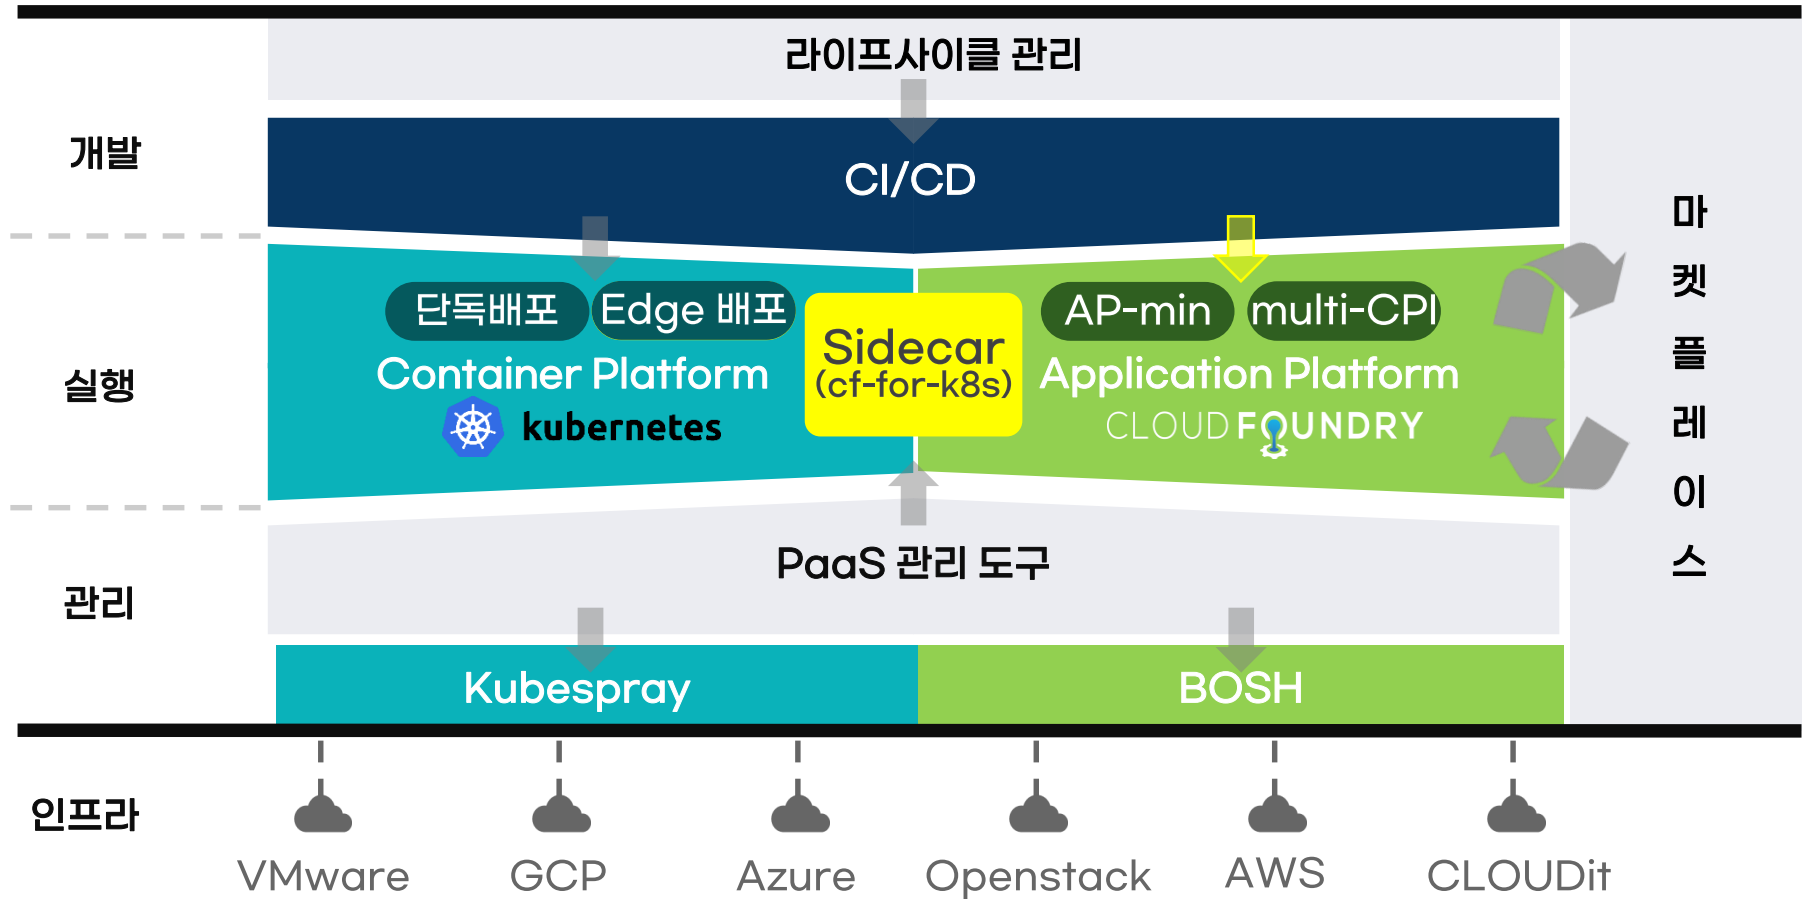 라이프사이클 관리
개발
CI/CD
실행
단독배포
Edge 배포
Container Platform
kubernetes
Sidecar
(cf-for-k8s)
AP-min
multi-CPI
Application Platform
CLOUD FOUNDRY
관리
PaaS 관리 도구
Kubespray
BOSH
마
켓
플
레
이
스
인프라
VMware
GCP
Azure
Openstack
AWS
CLOUDit